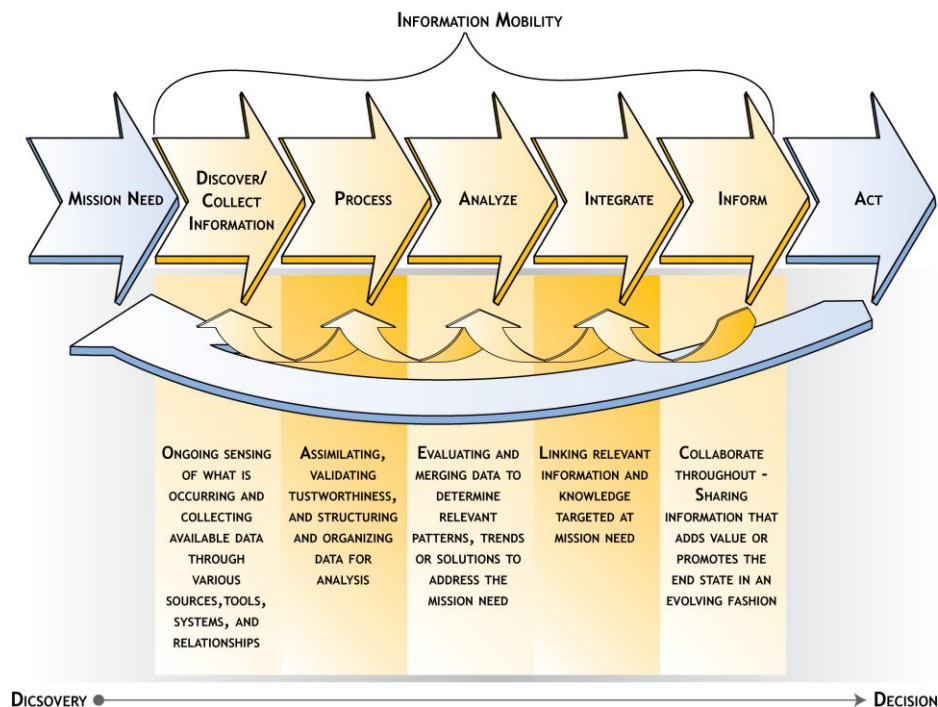 Information Mobility
Mission Need
Discover/
Collect
Information
Process
Analyze
Integrate
Inform
Act
Ongoing sensing
of what is
occurring and
collecting
available data
through
various
sources,tools,
systems, and
relationships
Assimilating,
validating
tustworthiness,
and structuring
and organizing
data for
analysis
Evaluating and
merging data to
determine
relevant
patterns, trends
or solutions to
address the
mission need
Linking relevant
information and
knowledge
targeted at
mission need
Collaborate
throughout -
Sharing
information that
adds value or
promotes the
end state in an
evolving fashion
Dicsovery
Decision